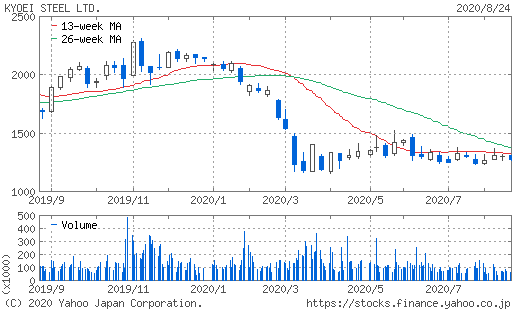 KYOEI STEEL LTD. 2020/8/24
13-week MA
26-week MA
2500
2000
1500
1000
2019/9 2019/11 2020/1 2020/3 2020/5 2020/7
Volume
500
400
300
200
100
0
(x1000)
2019/9 2019/11 2020/1 2020/3 2020/5 2020/7
(C) 2020 Yahoo Japan Corporation. https://stocks.finance.yahoo.co.jp/